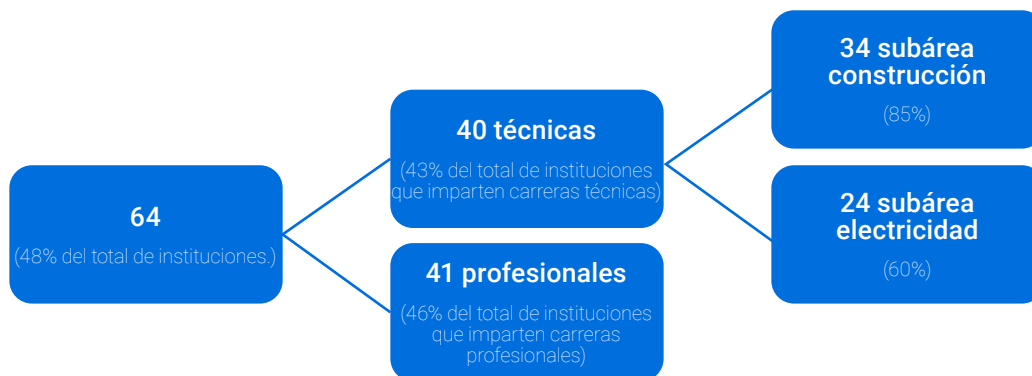 64
(48% del total de instituciones.)
40 técnicas
(43% del total de instituciones
que imparten carreras técnicas)
41 profesionales
(46% del total de instituciones
que imparten carreras
profesionales)
34 subárea
construcción
(85%)
24 subárea
electricidad
(60%)